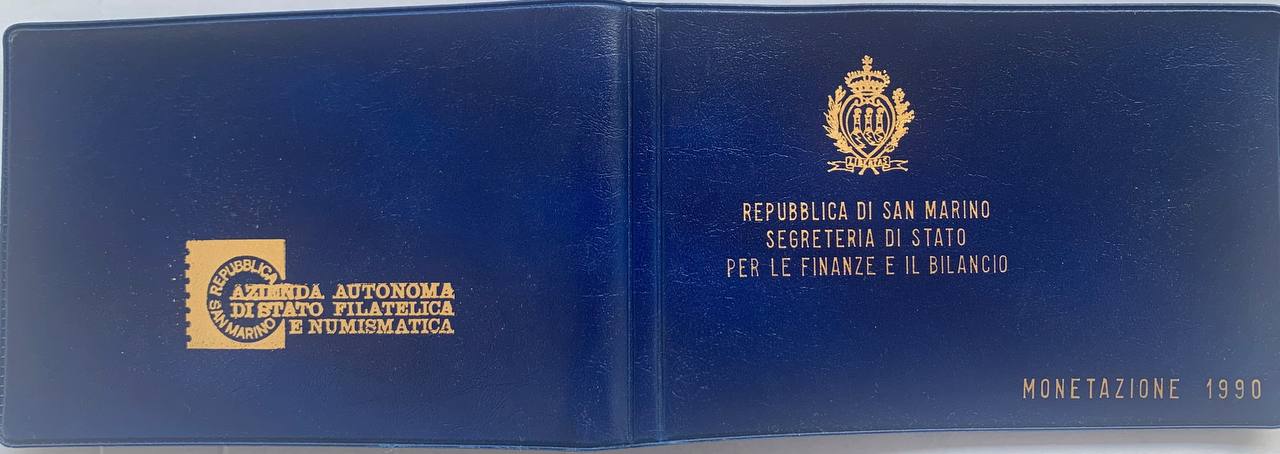 REPUBBLICA
SAN MARINO
AZIENDA AUTONOMA
DI STATO FILATELICA
E NUMISMATICA
LIBERTAS
REPUBBLICA DI SAN MARINO
SEGRETERIA DI STATO
PER LE FINANZE E IL BILANCIO
MONETAZIONE 1990